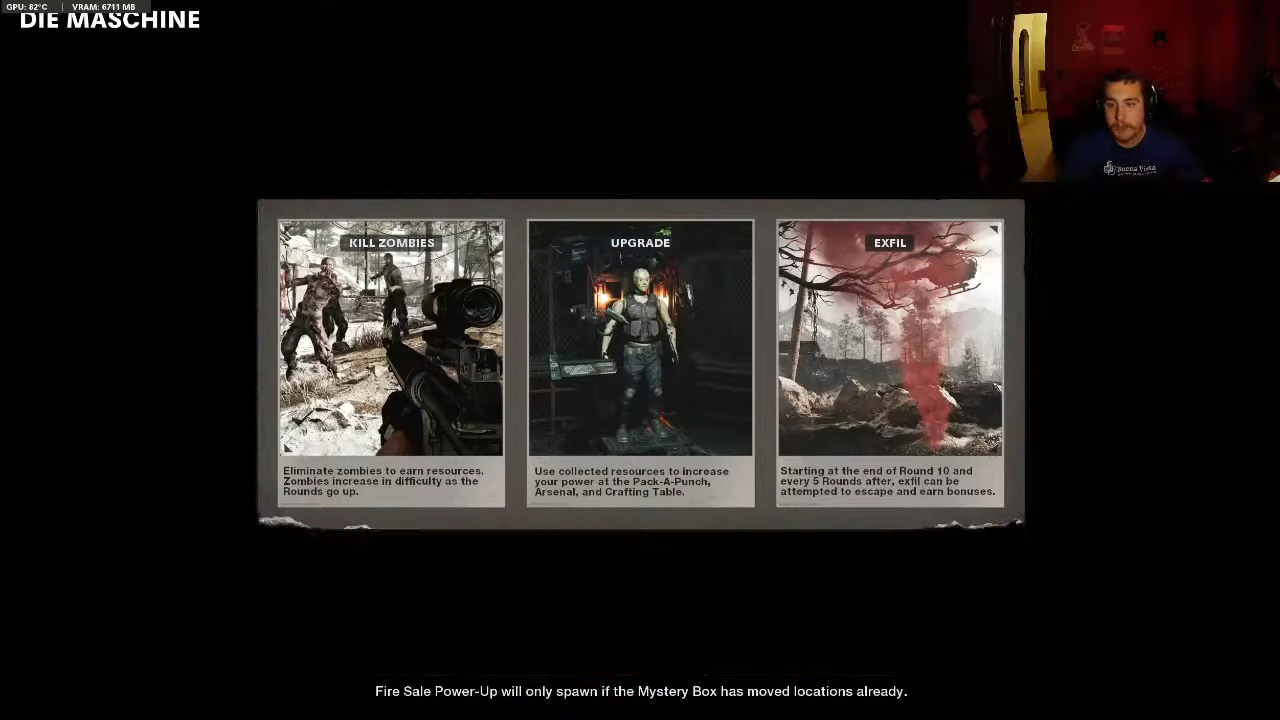 GPU: 82°C | VRAM: 6711 MB
DIE MASCHINE
Buena Vista
KILL ZOMBIES
Eliminate zombies to earn resources.
Zombies increase in difficulty as the
Rounds go up.
UPGRADE
Use collected resources to increase
your power at the Pack-A-Punch,
Arsenal, and Crafting Table.
EXFIL
Starting at the end of Round 10 and
every 5 Rounds after, exfil can be
attempted to escape and earn bonuses.
Fire Sale Power-Up will only spawn if the Mystery Box has moved locations already.